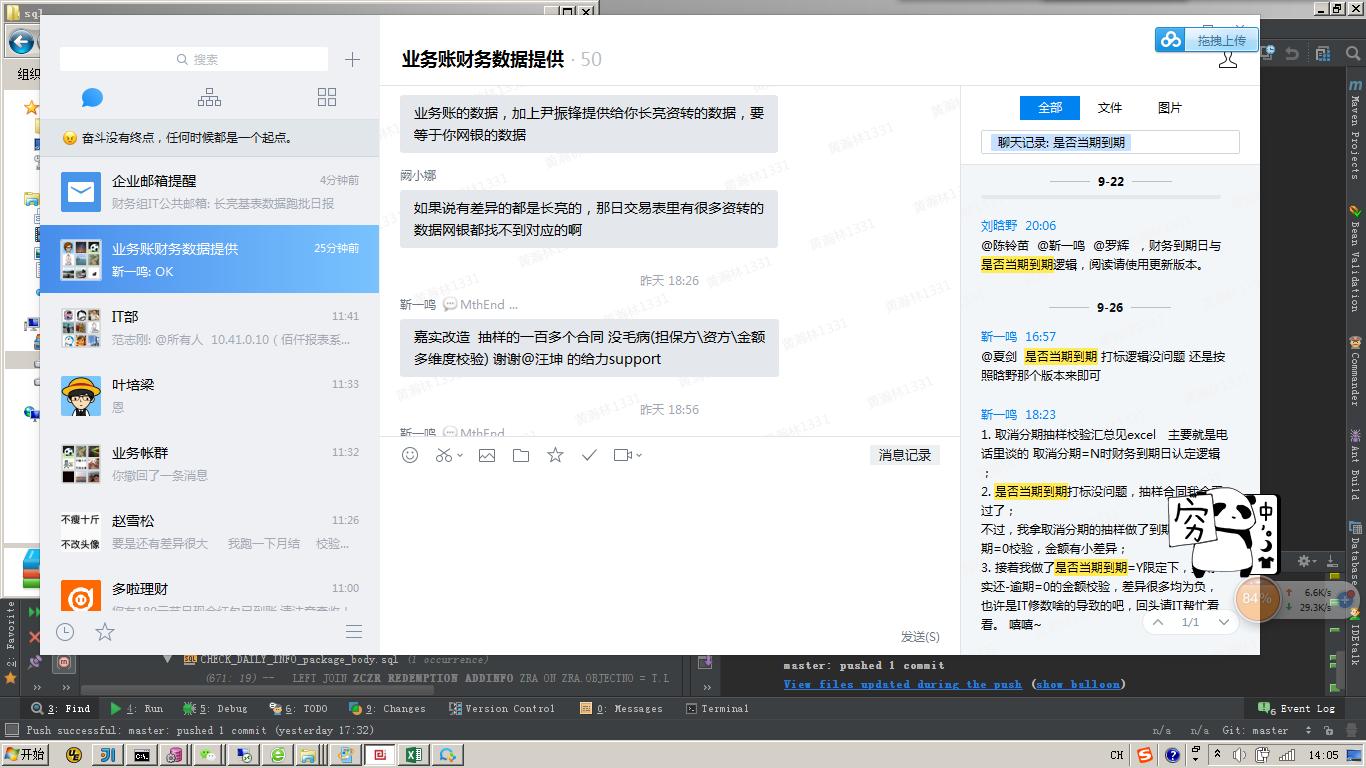 sql
组织
搜索
奋斗没有终点，任何时候都是一个起点。
企业邮箱提醒
4分钟前
财务组IT公共邮箱: 长亮基表数据跑批日报
业务账财务数据提供
25分钟前
靳一鸣: OK
IT部
11:41
范志刚: @所有人 10.41.0.10（佰仟报表系...
叶培梁
11:33
恩
业务帐群
11:32
你撤回了一条消息
赵雪松
11:26
要是还有差异很大 我跑一下月结 校验...
不瘦十斤
不改头像
多啦理财
11:00
业务账财务数据提供 · 50
业务账的数据，加上尹振锋提供给你长亮资转的数据，要
等于你网银的数据
阙小娜
如果说有差异的都是长亮的，那日交易表里有很多资转的
数据网银都找不到对应的啊
昨天 18:26
靳一鸣 MthEnd ...
嘉实改造 抽样的一百多个合同 没毛病(担保方\资方\金额
多维度校验) 谢谢@汪坤 的给力support
昨天 18:56
靳一鸣 MthEnd
黄瀚林1331
消息记录
发送(S)
拖拽上传
全部 文件 图片
聊天记录: 是否当期到期
9-22
刘晗野 20:06
@陈铃苗 @靳一鸣 @罗辉 ，财务到期日与
是否当期到期逻辑，阅读请使用更新版本。
9-26
靳一鸣 16:57
@夏剑 是否当期到期 打标逻辑没问题 还是按
照晗野那个版本来即可
靳一鸣 18:23
1. 取消分期抽样校验汇总见excel 主要就是电
话里谈的 取消分期=N时财务到期日认定逻辑
；
2. 是否当期到期打标没问题，抽样合同我
过了；
不过，我拿取消分期的抽样做了到期
期=0校验，金额有小差异；
3. 接着我做了是否当期到期=Y限定下，
实还-逾期=0的金额校验，差异很多均为负，
也许是IT修数啥的导致的吧，回头请IT帮忙看
看。 嘻嘻~
1/1
穷
中
84%
6.6K/s
29.3K/s
Maven Projects
Bean Validation
Commander
Ant Build
Database
IDEtalk
2: Favorite
CHECK_DAILY_INFO_package_body.sql (1 occurrence)
(671: 19) -- LEFT JOIN ZCZR_REDEMPTION_ADDINFO ZRA ON ZRA.OBJECTNO = T.L
master: pushed 1 commit
View files updated during the push (show balloon)
3: Find 4: Run 5: Debug 6: TODO 9: Changes Version Control 0: Messages Terminal
6 Event Log
Push successful: master: pushed 1 commit (yesterday 17:32)
n/a n/a Git: master
开始
CH
14:05